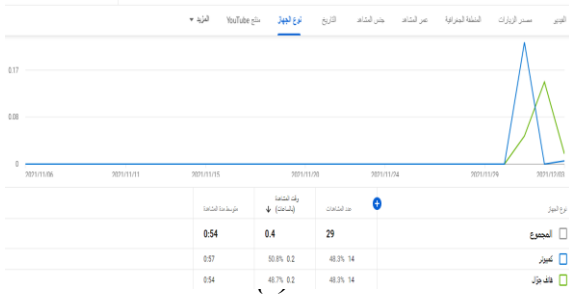 الفيديو مصدر الزيارات المنطقة الجغرافية عمر المشاهد جنس المشاهد التاريخ نوع الجهاز منتج YouTube المزيد
0.17
0.08
0
2021/11/06 2021/11/11 2021/11/15 2021/11/20 2021/11/24 2021/11/29 2021/12/03
نوع الجهاز عدد المشاهدات وقت المشاهدة (بالساعات) متوسط مدة المشاهدة
المجموع 29 0.4 0:54
كمبيوتر 14 48.3% 0.2 50.8% 0:57
هاتف جوّال 14 48.3% 0.2 48.7% 0:54